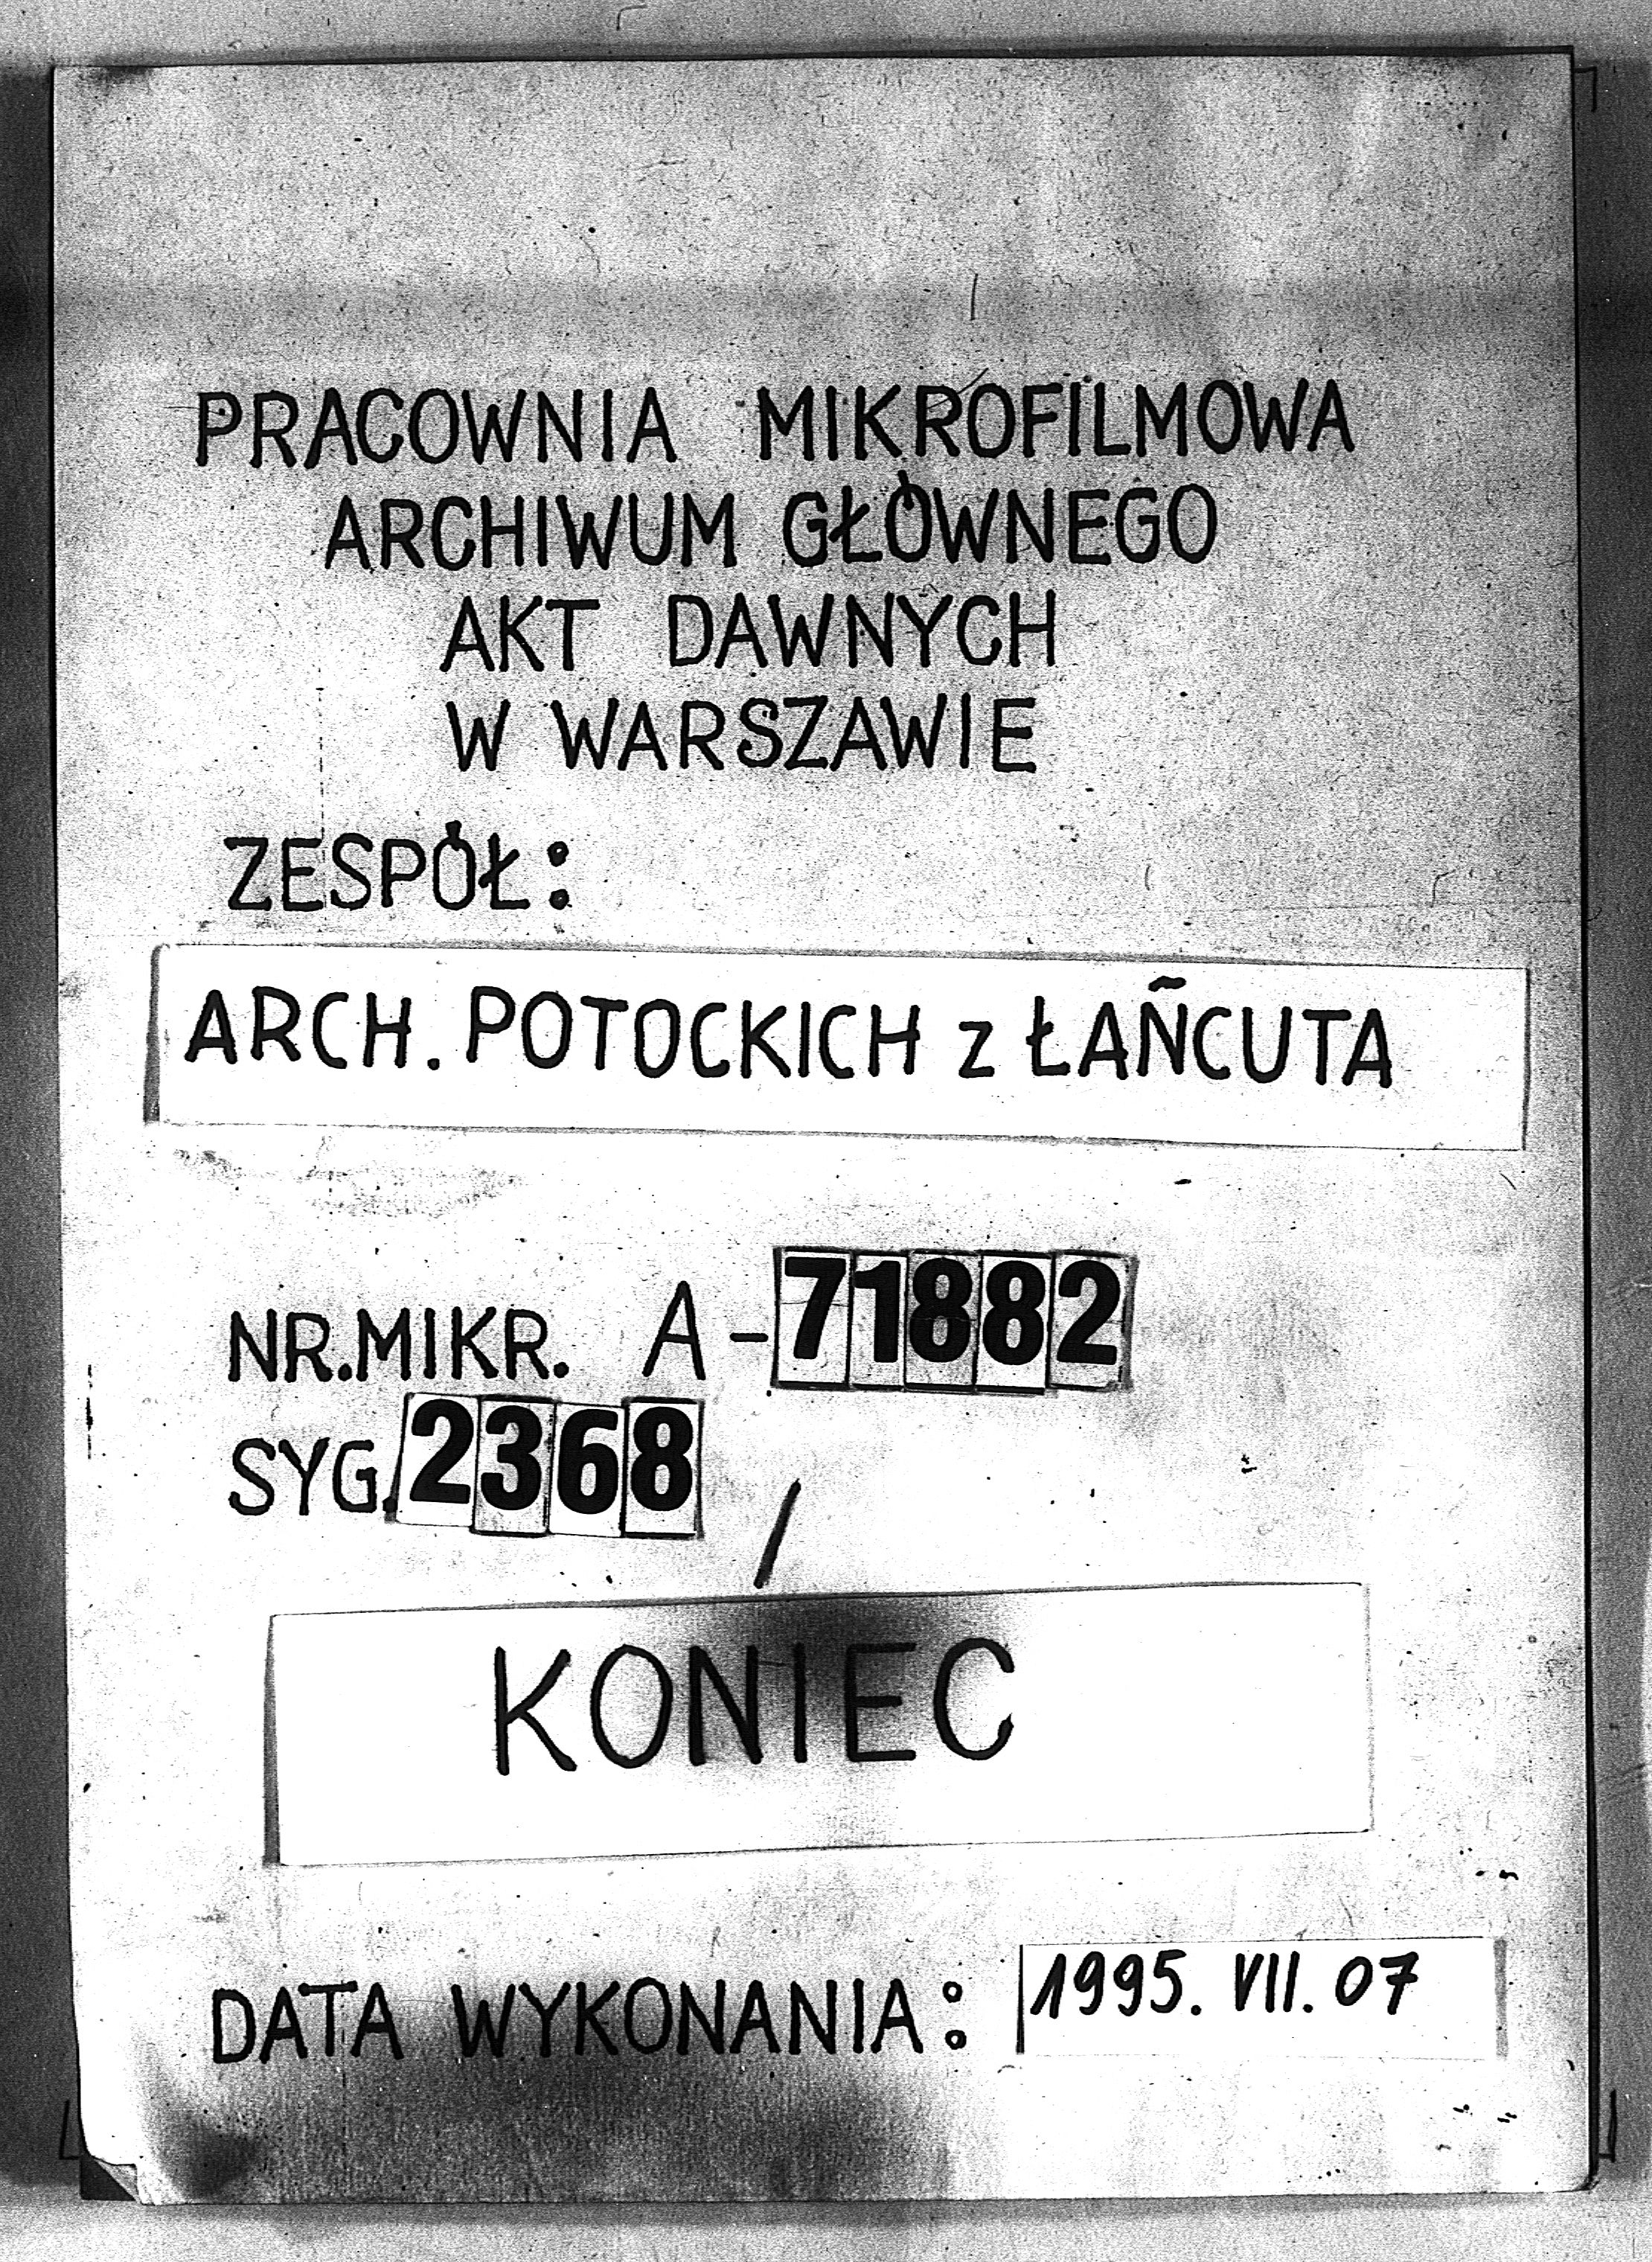 PRACOWNIA MIKROFILMOWA
ARCHIWUM GŁÓWNEGO
AKT DAWNYCH
W WARSZAWIE
ZESPÓŁ:
ARCH. POTOCKICH z ŁAŃCUTA
NR.MIKR. A-71882
SYG.2368 /
KONIEC
DATA WYKONANIA: 1995. VII. 07